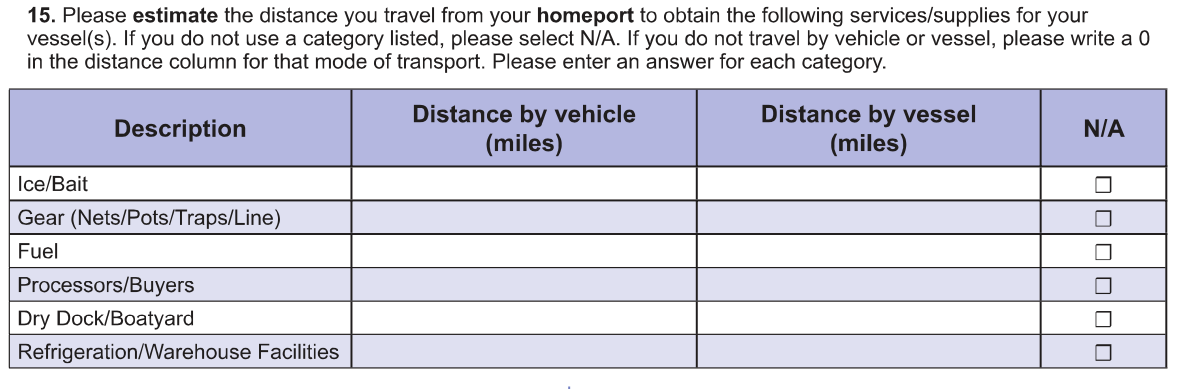 15. Please estimate the distance you travel from your homeport to obtain the following services/supplies for your
vessel(s). If you do not use a category listed, please select N/A. If you do not travel by vehicle or vessel, please write a 0
in the distance column for that mode of transport. Please enter an answer for each category.
Description
Distance by vehicle
(miles)
Distance by vessel
(miles)
N/A
Ice/Bait ❒
Gear (Nets/Pots/Traps/Line) ❒
Fuel ❒
Processors/Buyers ❒
Dry Dock/Boatyard ❒
Refrigeration/Warehouse Facilities ❒